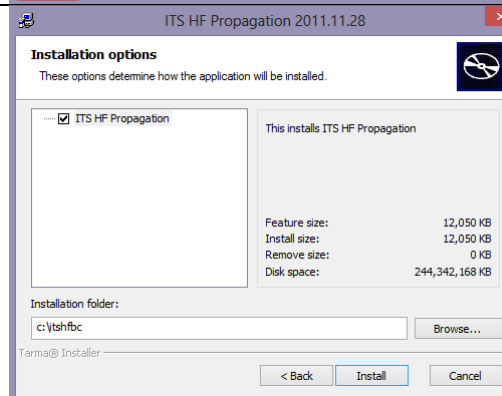 ITS HF Propagation 2011.11.28
Installation options
These options determine how the application will be installed.
ITS HF Propagation
This installs ITS HF Propagation
Feature size: 12,050 KB
Install size: 12,050 KB
Remove size: 0 KB
Disk space: 244,342,168 KB
Installation folder:
c:\itshfbc
Browse...
Tarma® Installer
< Back Install Cancel